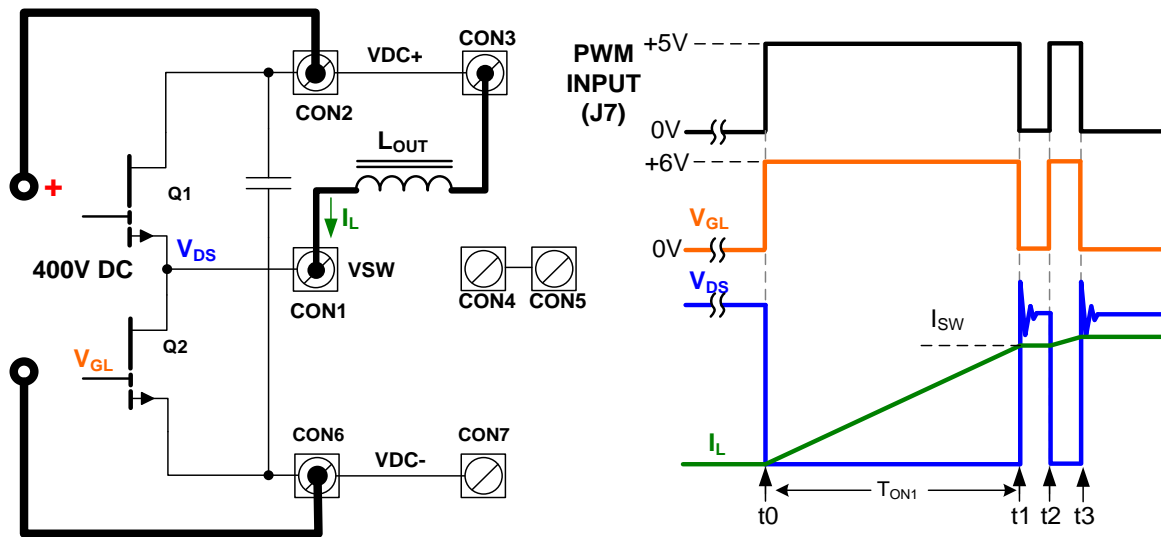 CON2
VDC+
CON3
LOUT
+
Q1
IL
VDS
400V DC
VSW
CON1
CON4
CON5
Q2
VGL
CON6
VDC-
CON7
PWM
INPUT
(J7)
+5V
0V
+6V
VGL
0V
VDS
ISW
IL
TON1
t0
t1
t2
t3